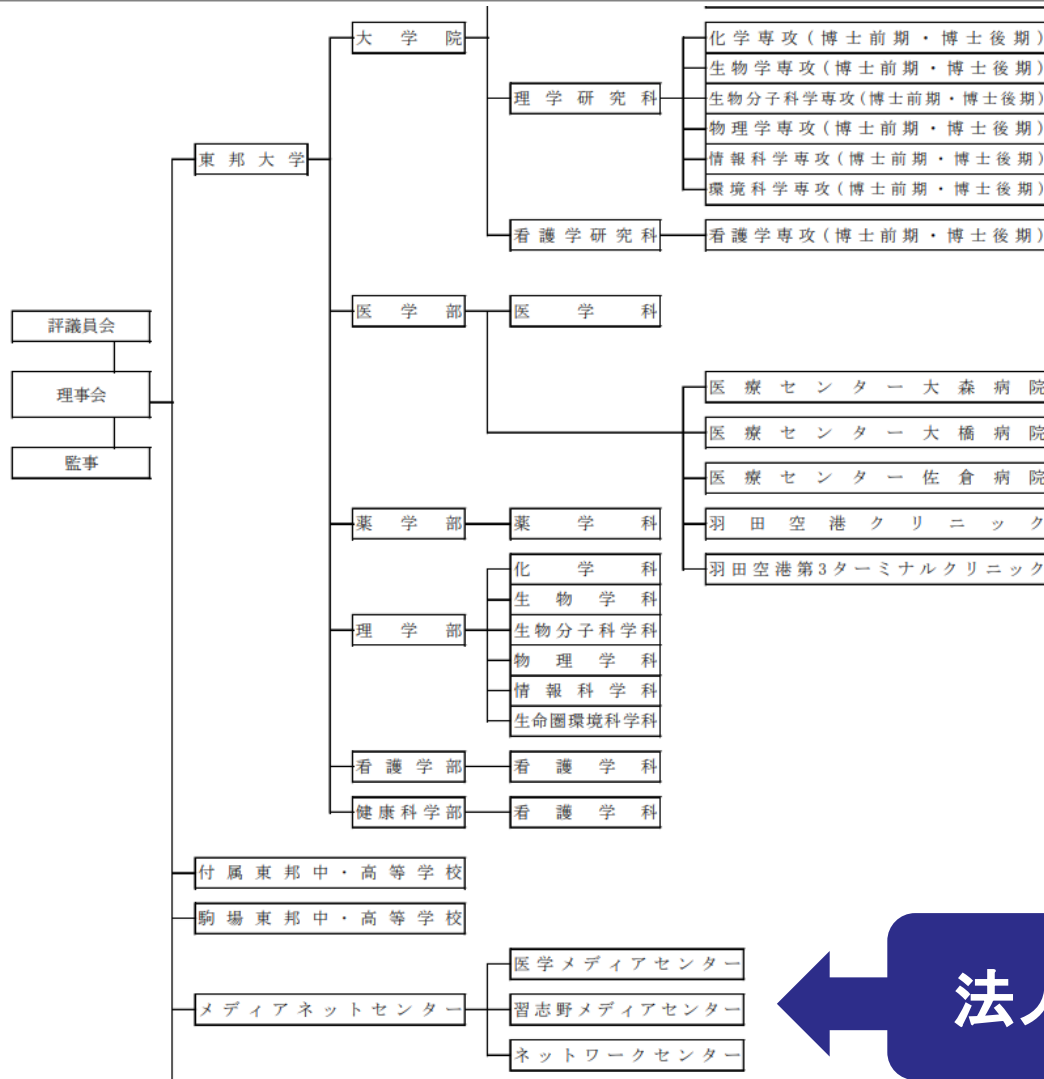 大学院
化学専攻(博士前期・博士後期)
生物学専攻(博士前期・博士後期)
理学研究科
生物分子科学専攻(博士前期・博士後期)
物理学専攻(博士前期・博士後期)
東邦大学
情報科学専攻(博士前期・博士後期)
環境科学専攻(博士前期・博士後期)
看護学研究科
看護学専攻(博士前期・博士後期)
医学部
医学科
評議員会
理事会
監事
医療センター大森病院
医療センター大橋病院
医療センター佐倉病院
薬学部
薬学科
羽田空港クリニック
羽田空港第3ターミナルクリニック
理学部
化学科
生物学科
生物分子科学科
物理学科
情報科学科
生命圏環境科学科
看護学部
看護学科
健康科学部
看護学科
付属東邦中・高等学校
駒場東邦中・高等学校
メディアネットセンター
医学メディアセンター
習志野メディアセンター
ネットワークセンター
法